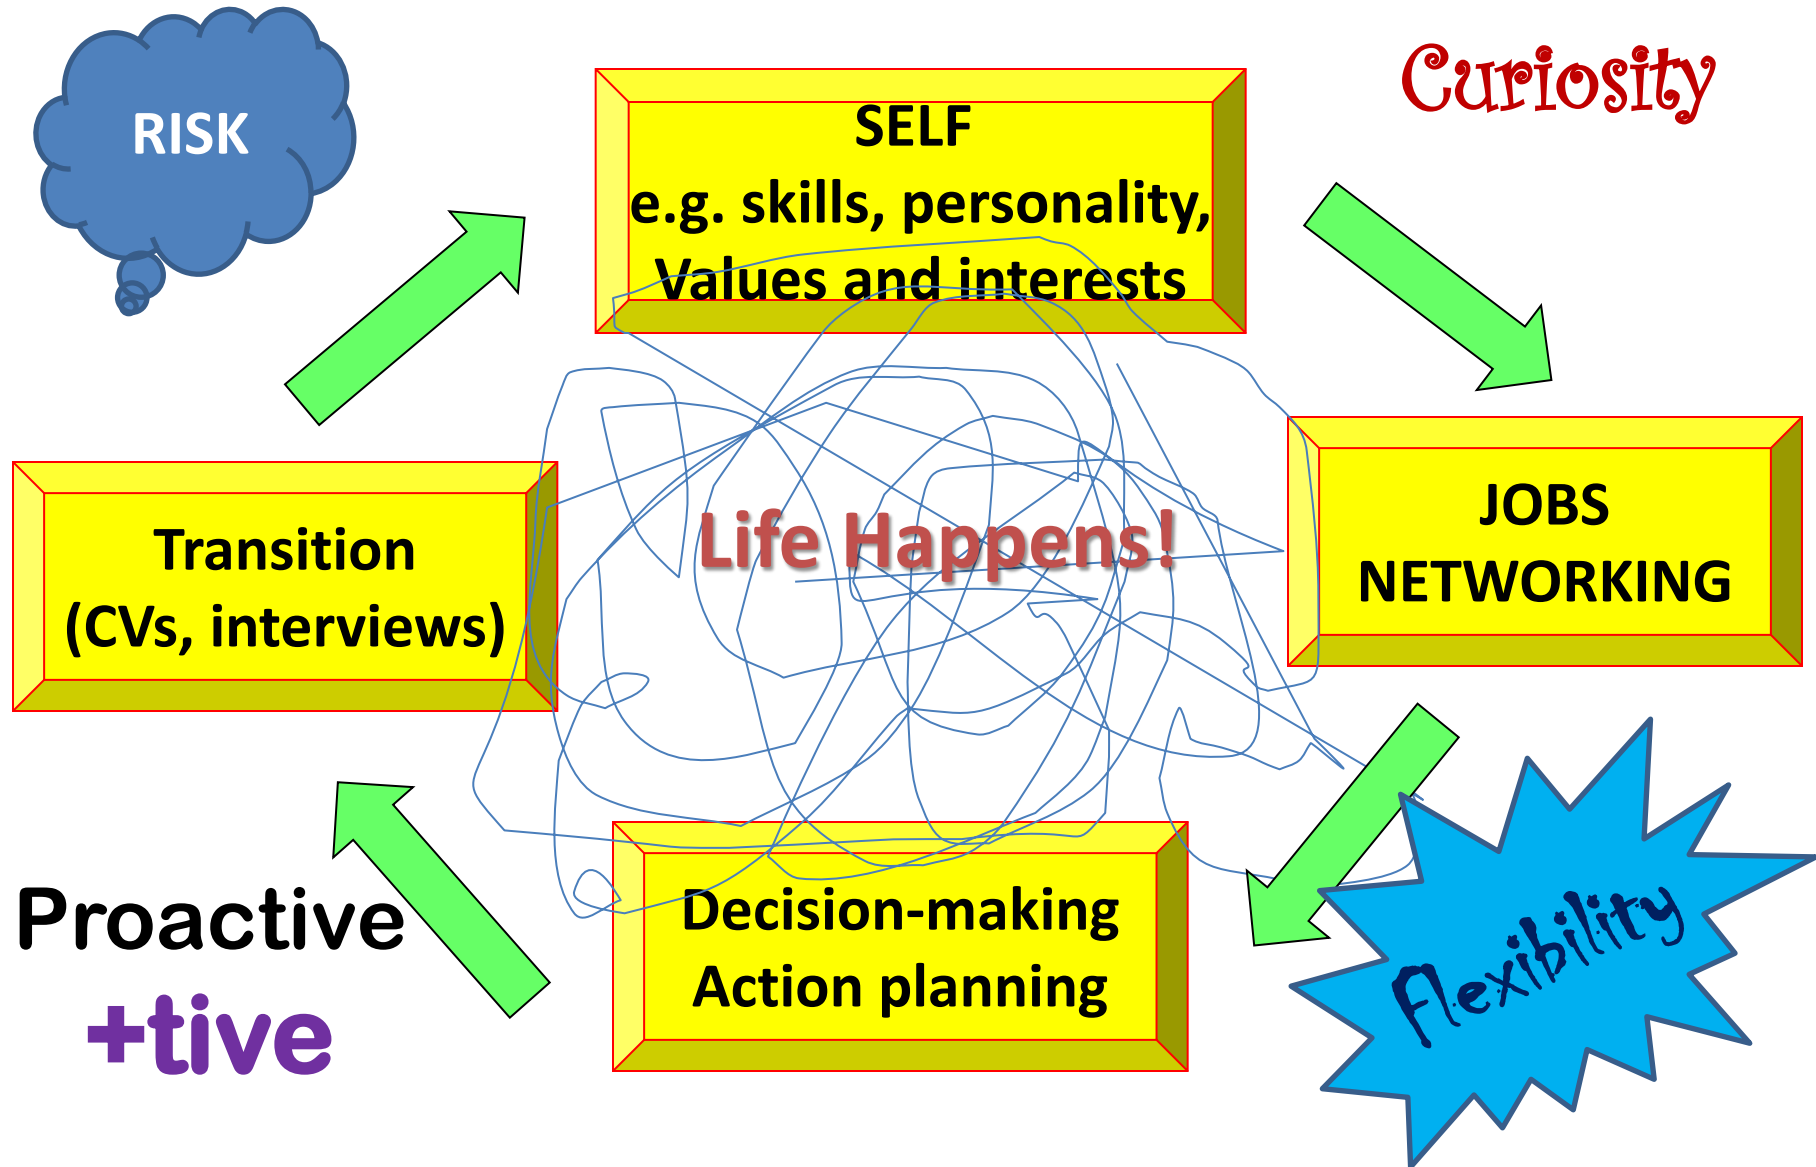 RISK
Curiosity
SELF
e.g. skills, personality,
Values and interests
Life Happens!
JOBS
NETWORKING
Transition
(CVs, interviews)
Decision-making
Action planning
Proactive
+tive
Flexibility